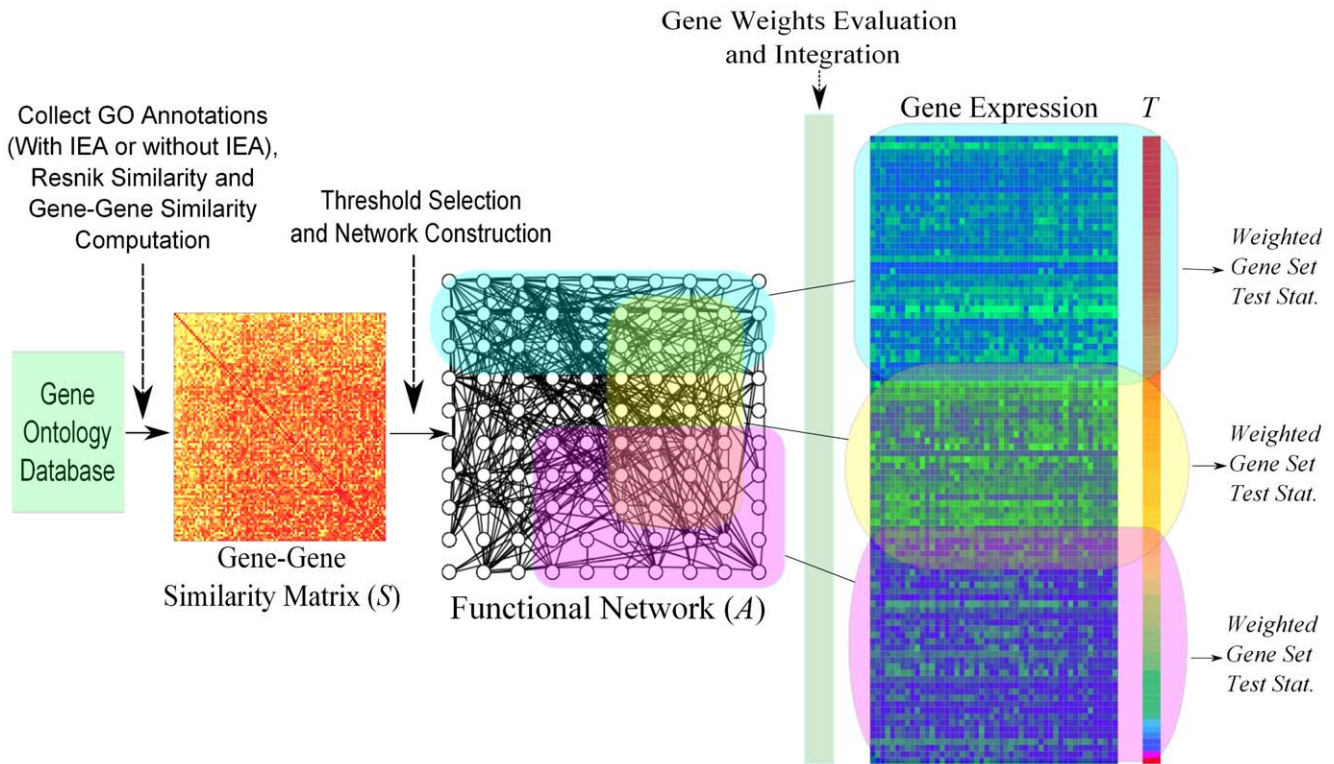 Collect GO Annotations
(With IEA or without IEA),
Resnik Similarity and
Gene-Gene Similarity
Computation
Gene
Ontology
Database
Gene-Gene
Similarity Matrix (S)
Threshold Selection
and Network Construction
Functional Network (A)
Gene Weights Evaluation
and Integration
Gene Expression
T
Weighted
Gene Set
Test Stat.
Weighted
Gene Set
Test Stat.
Weighted
Gene Set
Test Stat.